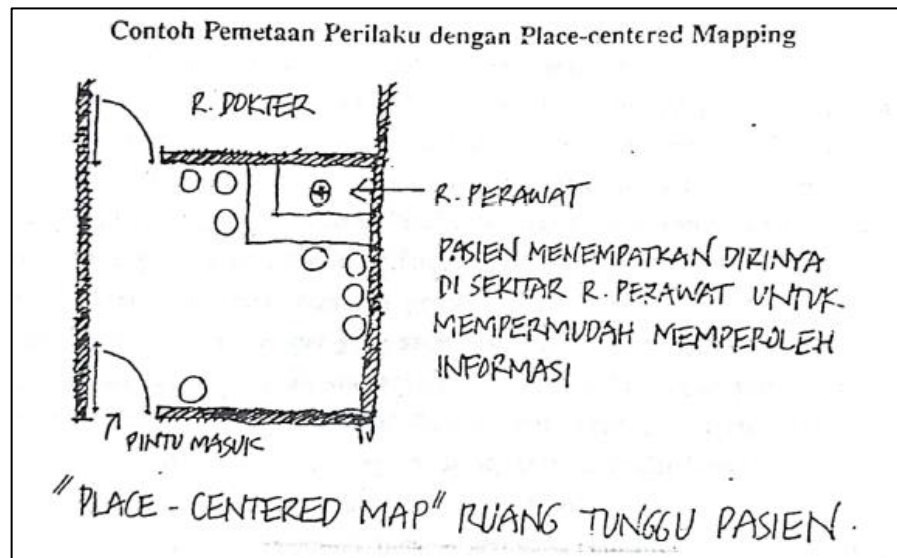 Contoh Pemetaan Perilaku dengan Place-centered Mapping
R. DOKTER
R. PERAWAT
PASIEN MENEMPATKAN DIRINYA
DI SEKITAR R. PERAWAT UNTUK
MEMPERMUDAH MEMPEROLEH
INFORMASI
PINTU MASUK
"PLACE - CENTERED MAP" RUANG TUNGGU PASIEN.